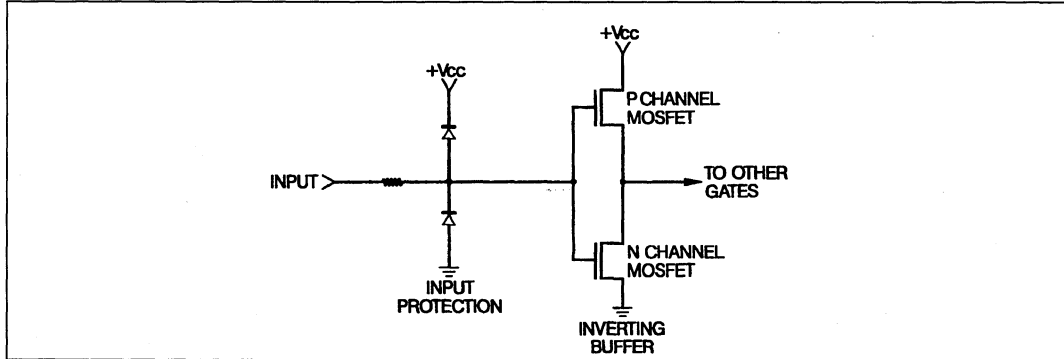 +Vcc
+Vcc
P CHANNEL
MOSFET
INPUT
TO OTHER
GATES
N CHANNEL
MOSFET
INPUT
PROTECTION
INVERTING
BUFFER